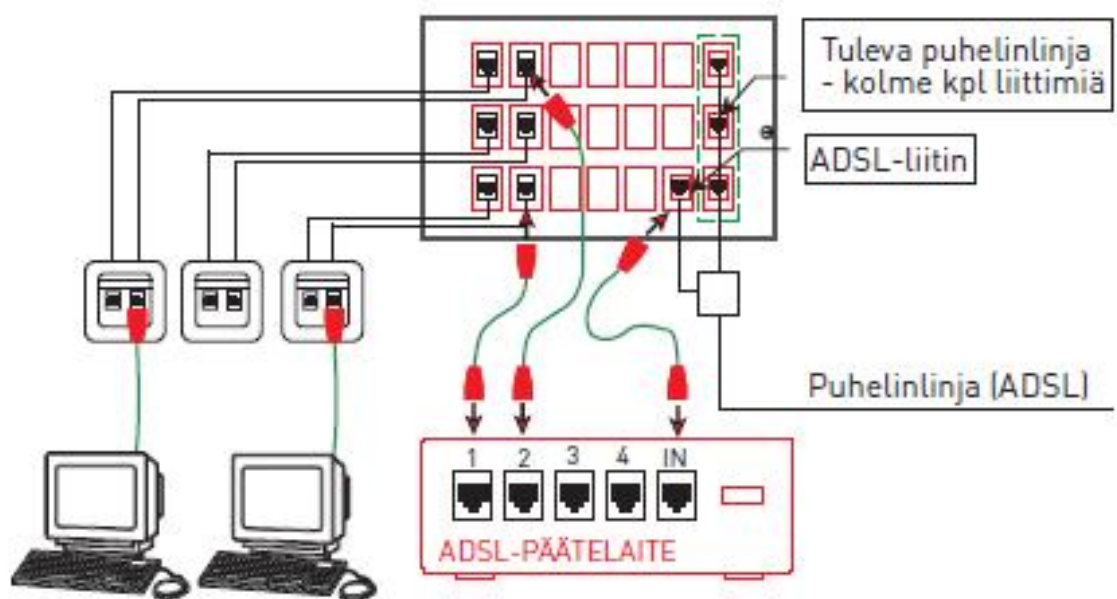 Tuleva puhelinlinja
- kolme kpl liittimiä
ADSL-liitin
Puhelinlinja (ADSL)
1 2 3 4 IN
ADSL-PÄÄTELAITE